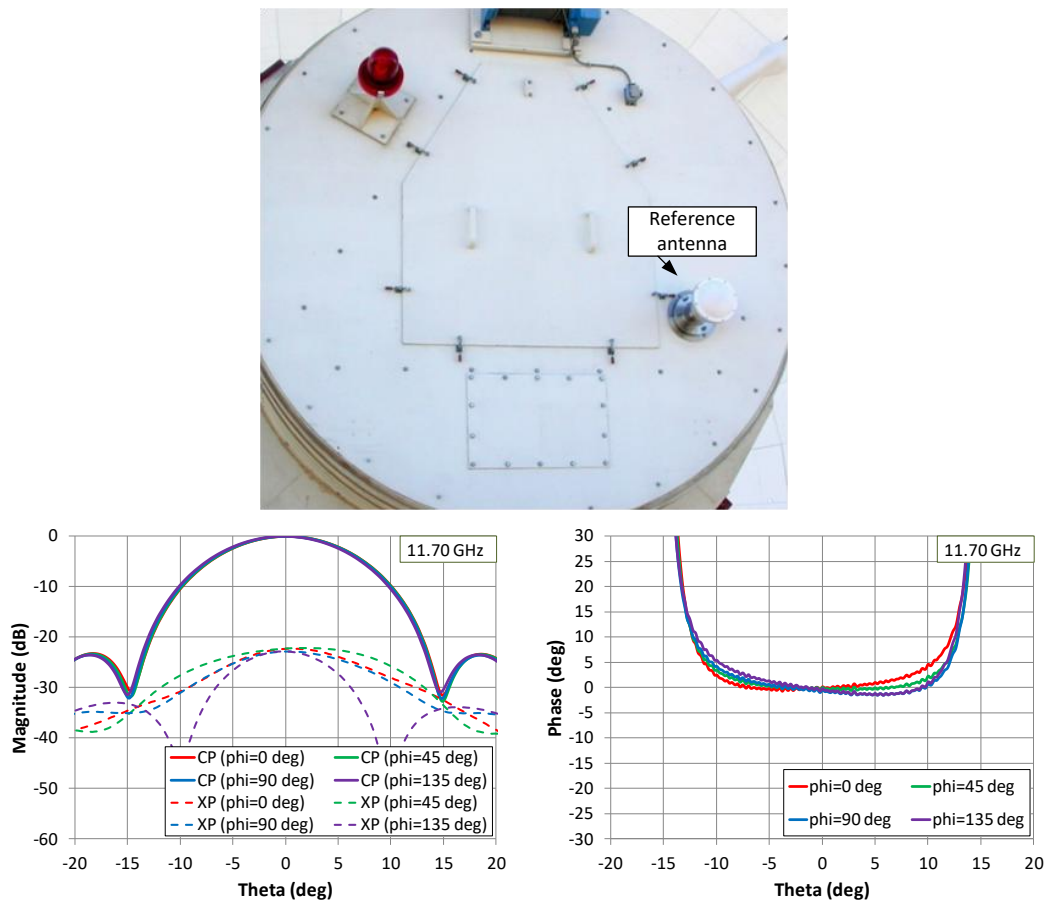 Reference
antenna
0
-10
-20
-30
-40
-50
-60
Magnitude (dB)
11.70 GHz
CP (phi=0 deg) CP (phi=45 deg)
CP (phi=90 deg) CP (phi=135 deg)
XP (phi=0 deg) XP (phi=45 deg)
XP (phi=90 deg) XP (phi=135 deg)
-20 -15 -10 -5 0 5 10 15 20
Theta (deg)
30
25
20
15
10
5
0
-5
-10
-15
-20
-25
-30
Phase (deg)
11.70 GHz
phi=0 deg phi=45 deg
phi=90 deg phi=135 deg
-20 -15 -10 -5 0 5 10 15 20
Theta (deg)